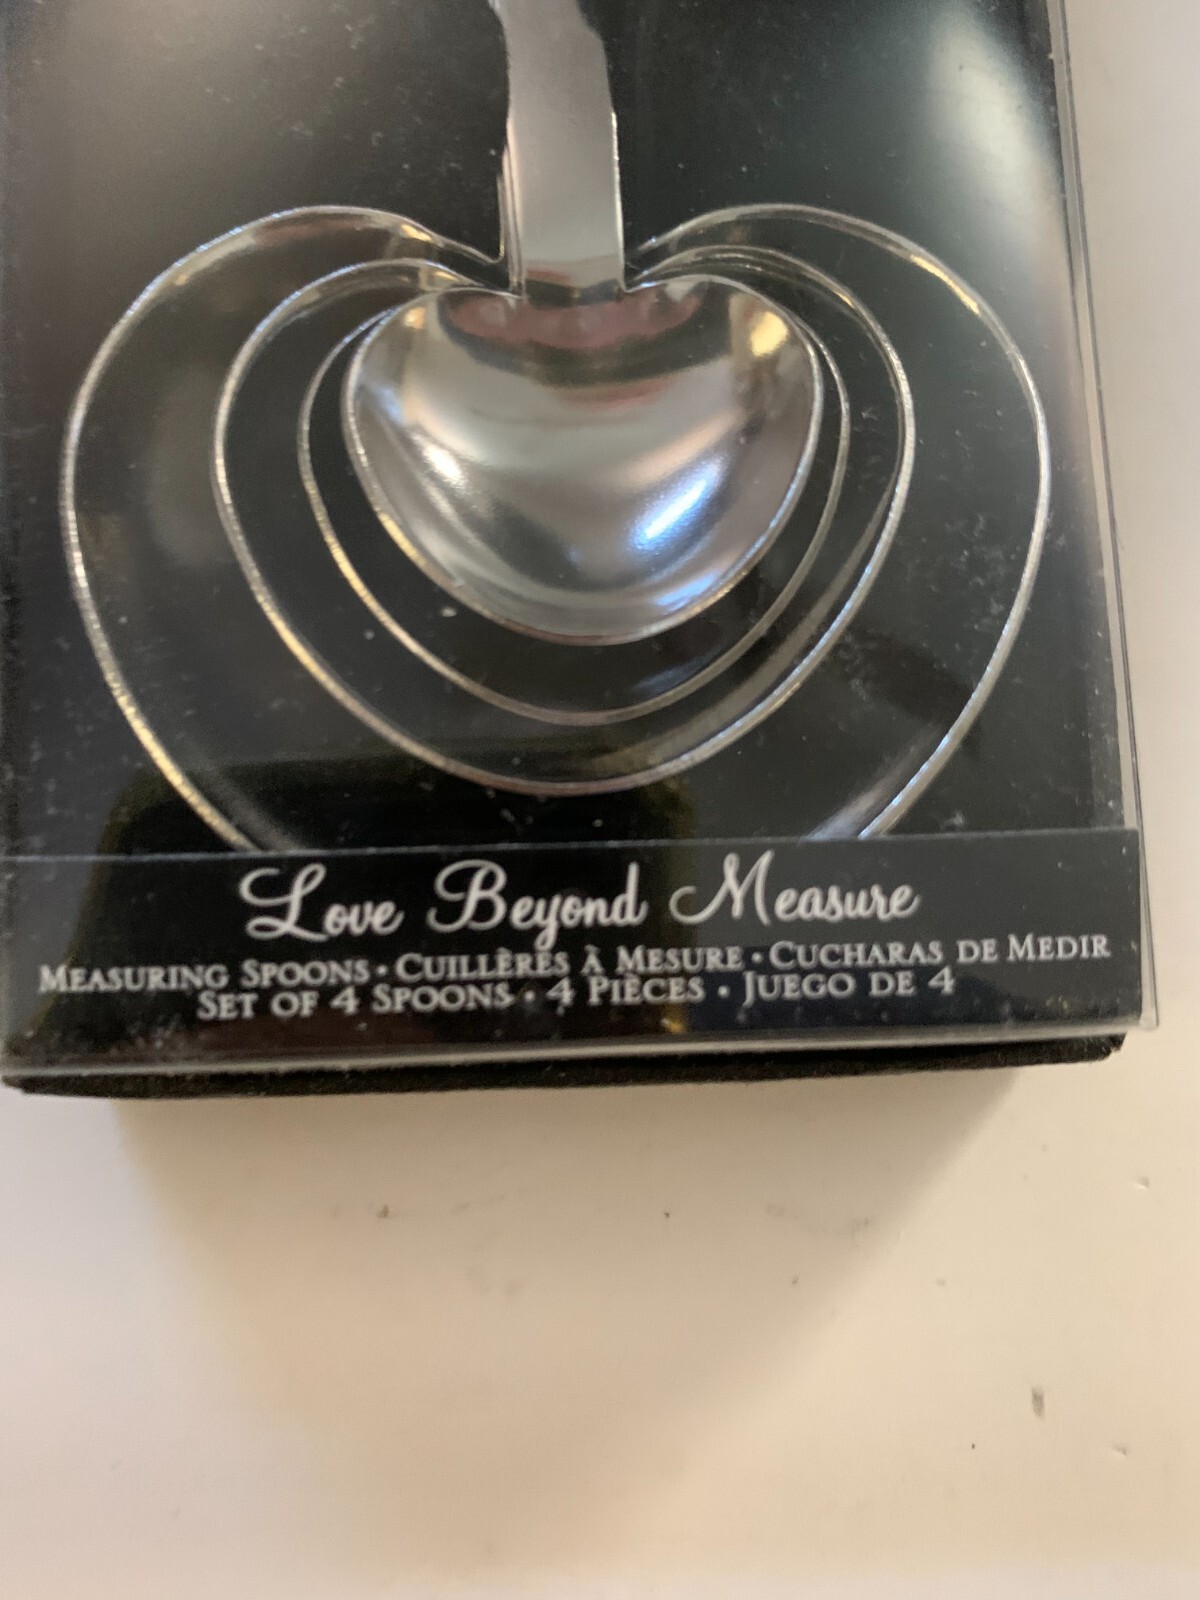 Love Beyond Measure
MEASURING SPOONS · CUILLÈRES À MESURE · CUCHARAS DE MEDIR
SET OF 4 SPOONS · 4 PIÈCES · JUEGO DE 4